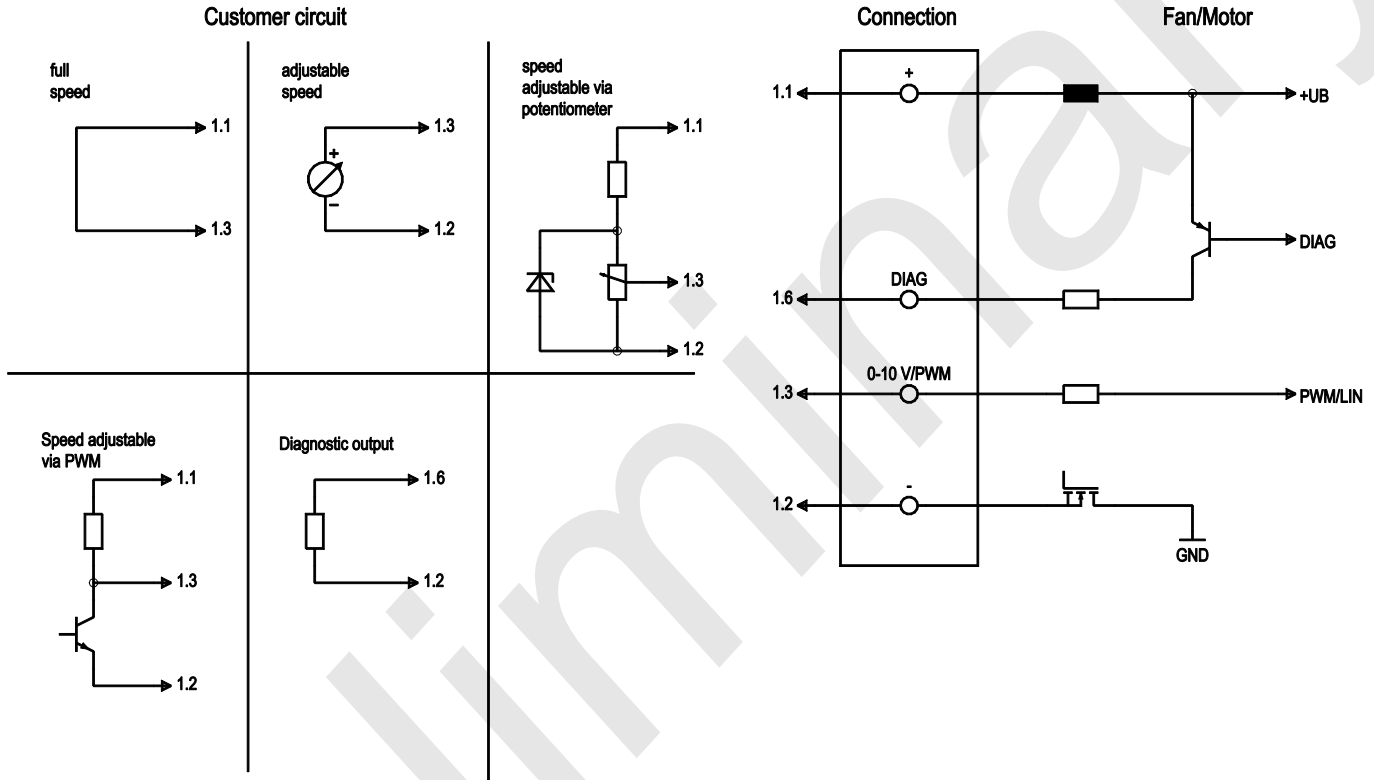 Customer circuit
full
speed
1.1
1.3
adjustable
speed
1.3
+
−
1.2
speed
adjustable via
potentiometer
1.1
1.3
1.2
Speed adjustable
via PWM
1.1
1.3
1.2
Diagnostic output
1.6
1.2
Connection
Fan/Motor
+
1.1
+UB
DIAG
DIAG
1.6
0-10 V/PWM
1.3
PWM/LIN
-
1.2
GND